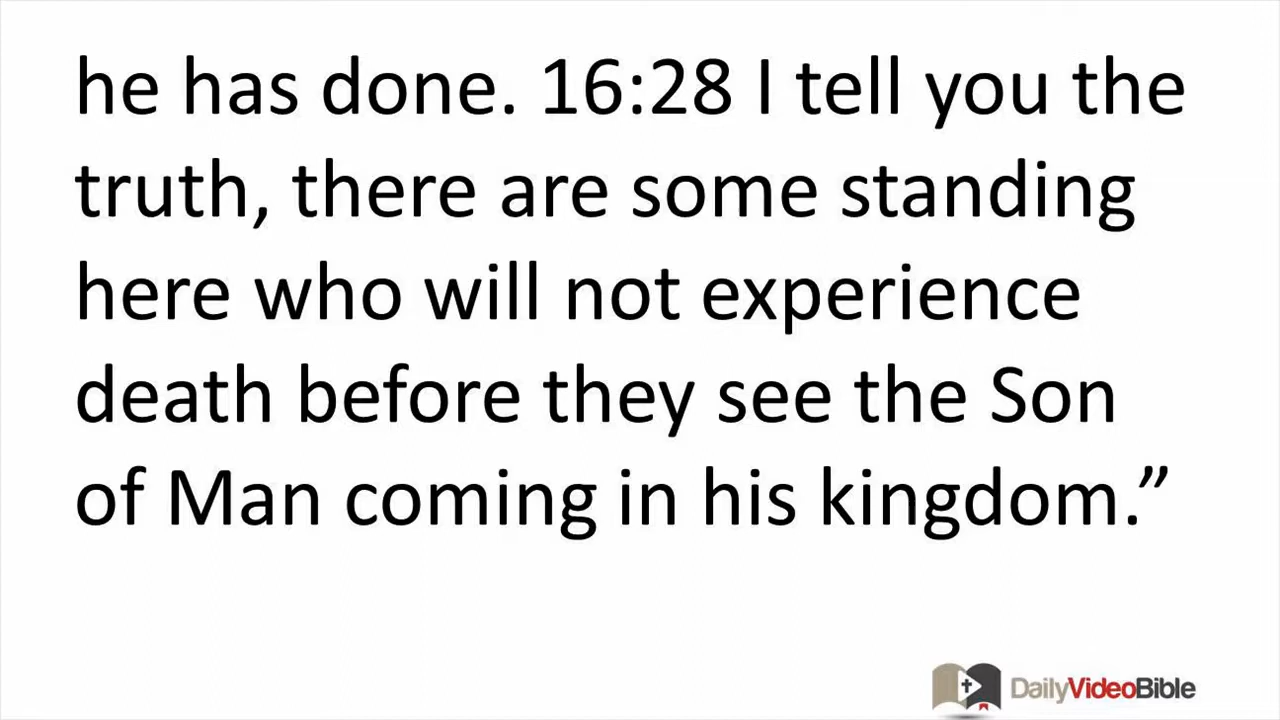 he has done. 16:28 I tell you the
truth, there are some standing
here who will not experience
death before they see the Son
of Man coming in his kingdom.”
DailyVideoBible